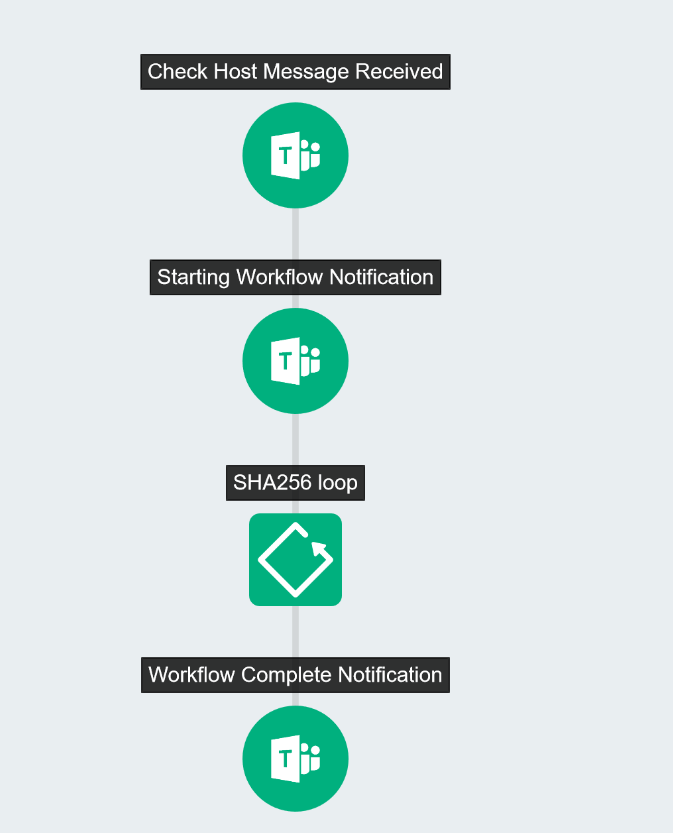 Check Host Message Received
T
Starting Workflow Notification
T
SHA256 loop
Workflow Complete Notification
T